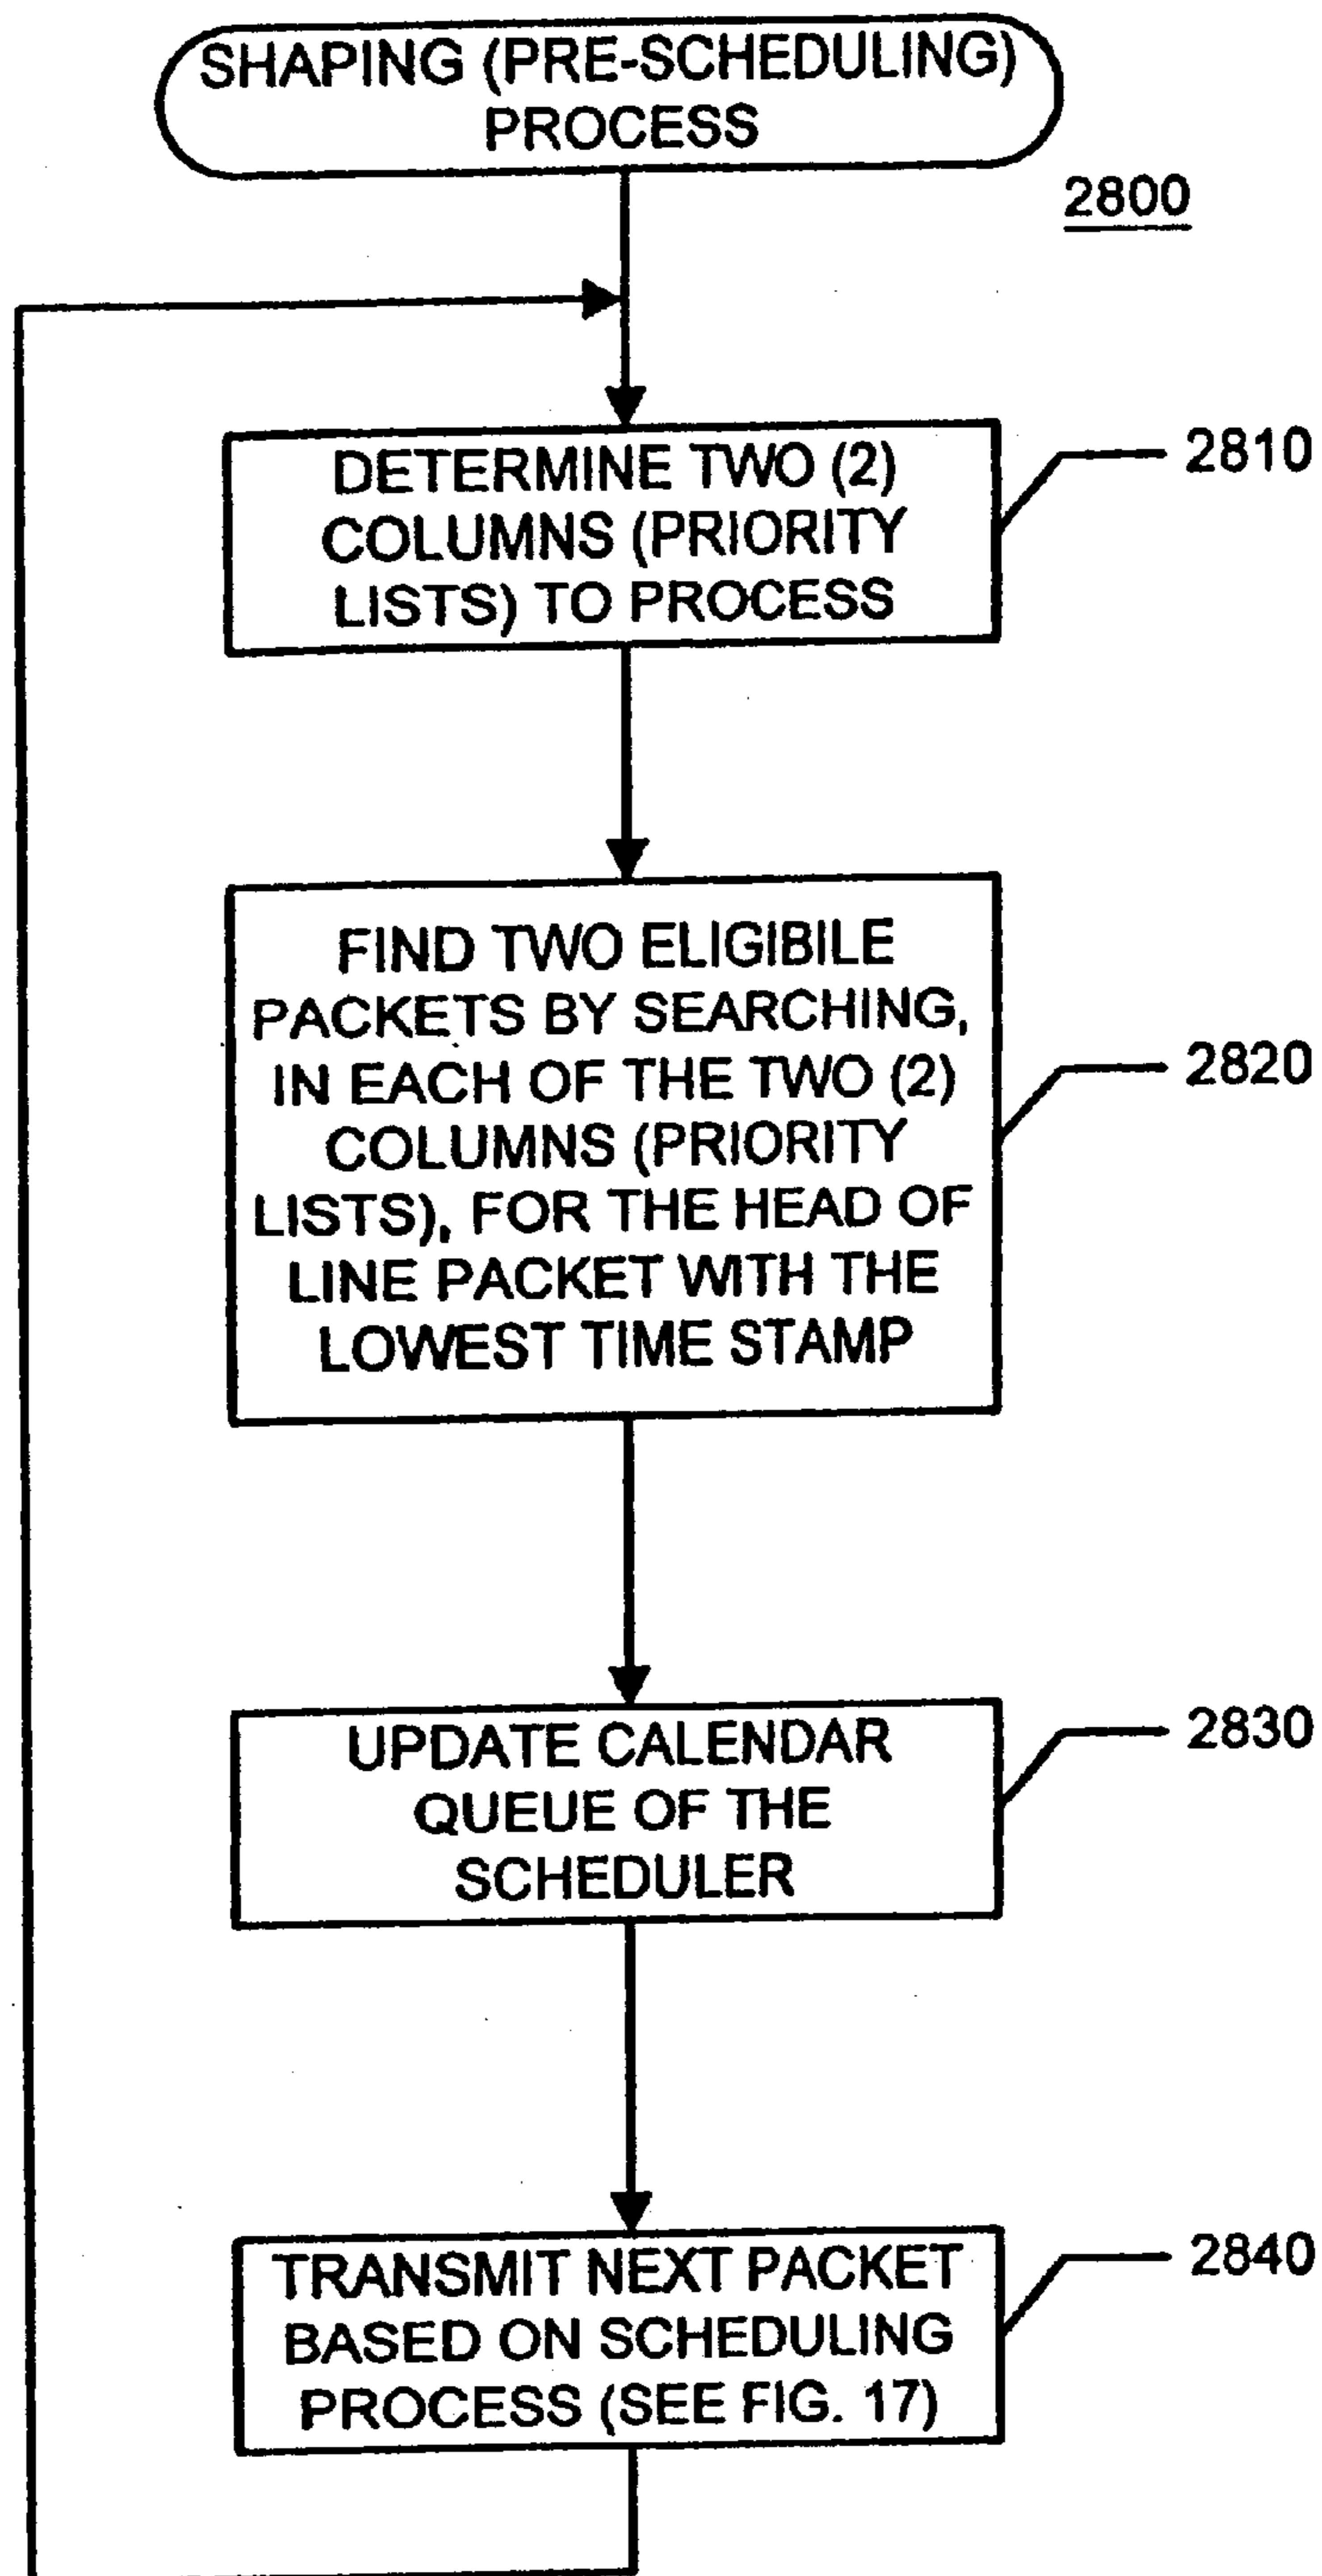 SHAPING (PRE-SCHEDULING)
PROCESS
2800
DETERMINE TWO (2)
COLUMNS (PRIORITY
LISTS) TO PROCESS
2810
FIND TWO ELIGIBILE
PACKETS BY SEARCHING,
IN EACH OF THE TWO (2)
COLUMNS (PRIORITY
LISTS), FOR THE HEAD OF
LINE PACKET WITH THE
LOWEST TIME STAMP
2820
UPDATE CALENDAR
QUEUE OF THE
SCHEDULER
2830
TRANSMIT NEXT PACKET
BASED ON SCHEDULING
PROCESS (SEE FIG. 17)
2840